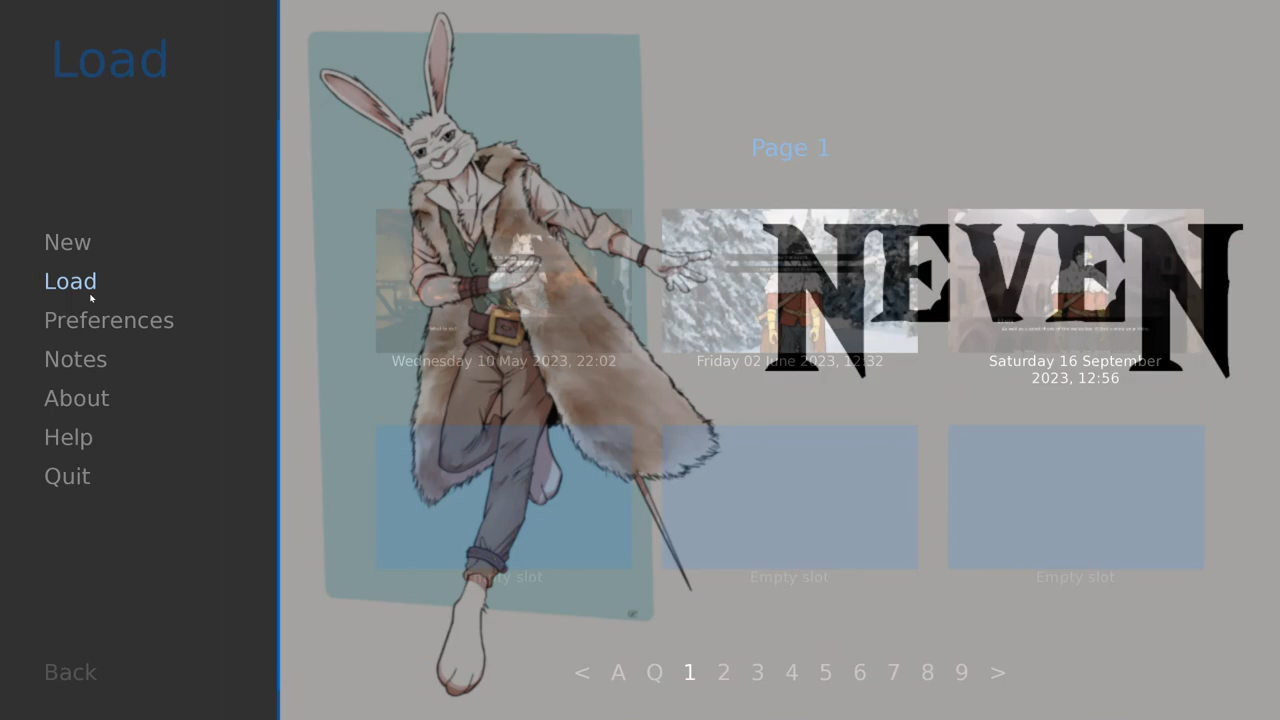 Load
New
Load
Preferences
Notes
About
Help
Quit
Back
Page 1
NEVEN
Wednesday 10 May 2023, 22:02
Friday 02 June 2023, 12:32
Saturday 16 September
2023, 12:56
Empty slot
Empty slot
Empty slot
< A Q 1 2 3 4 5 6 7 8 9 >